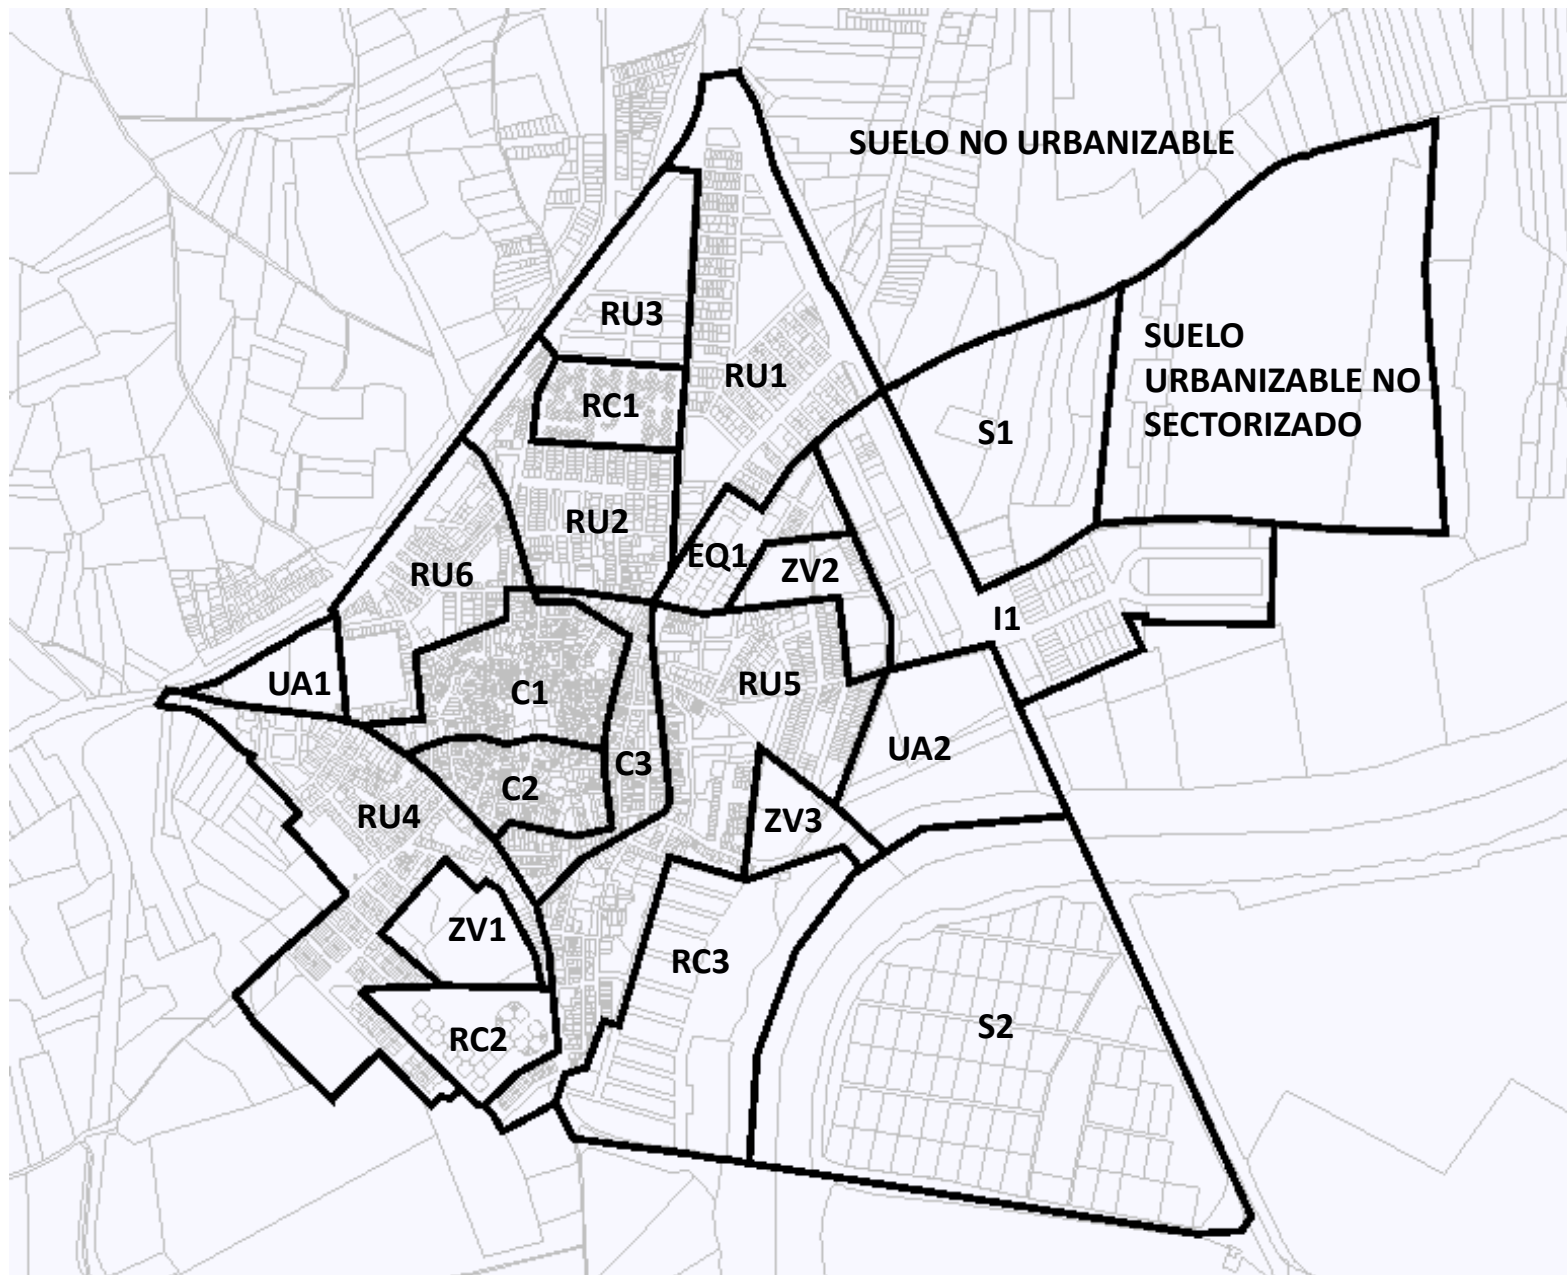 SUELO NO URBANIZABLE
RU3
SUELO
URBANIZABLE NO
SECTORIZADO
RU1
RC1
S1
RU2
EQ1
ZV2
RU6
I1
UA1
C1
RU5
UA2
C3
C2
RU4
ZV3
ZV1
RC3
S2
RC2